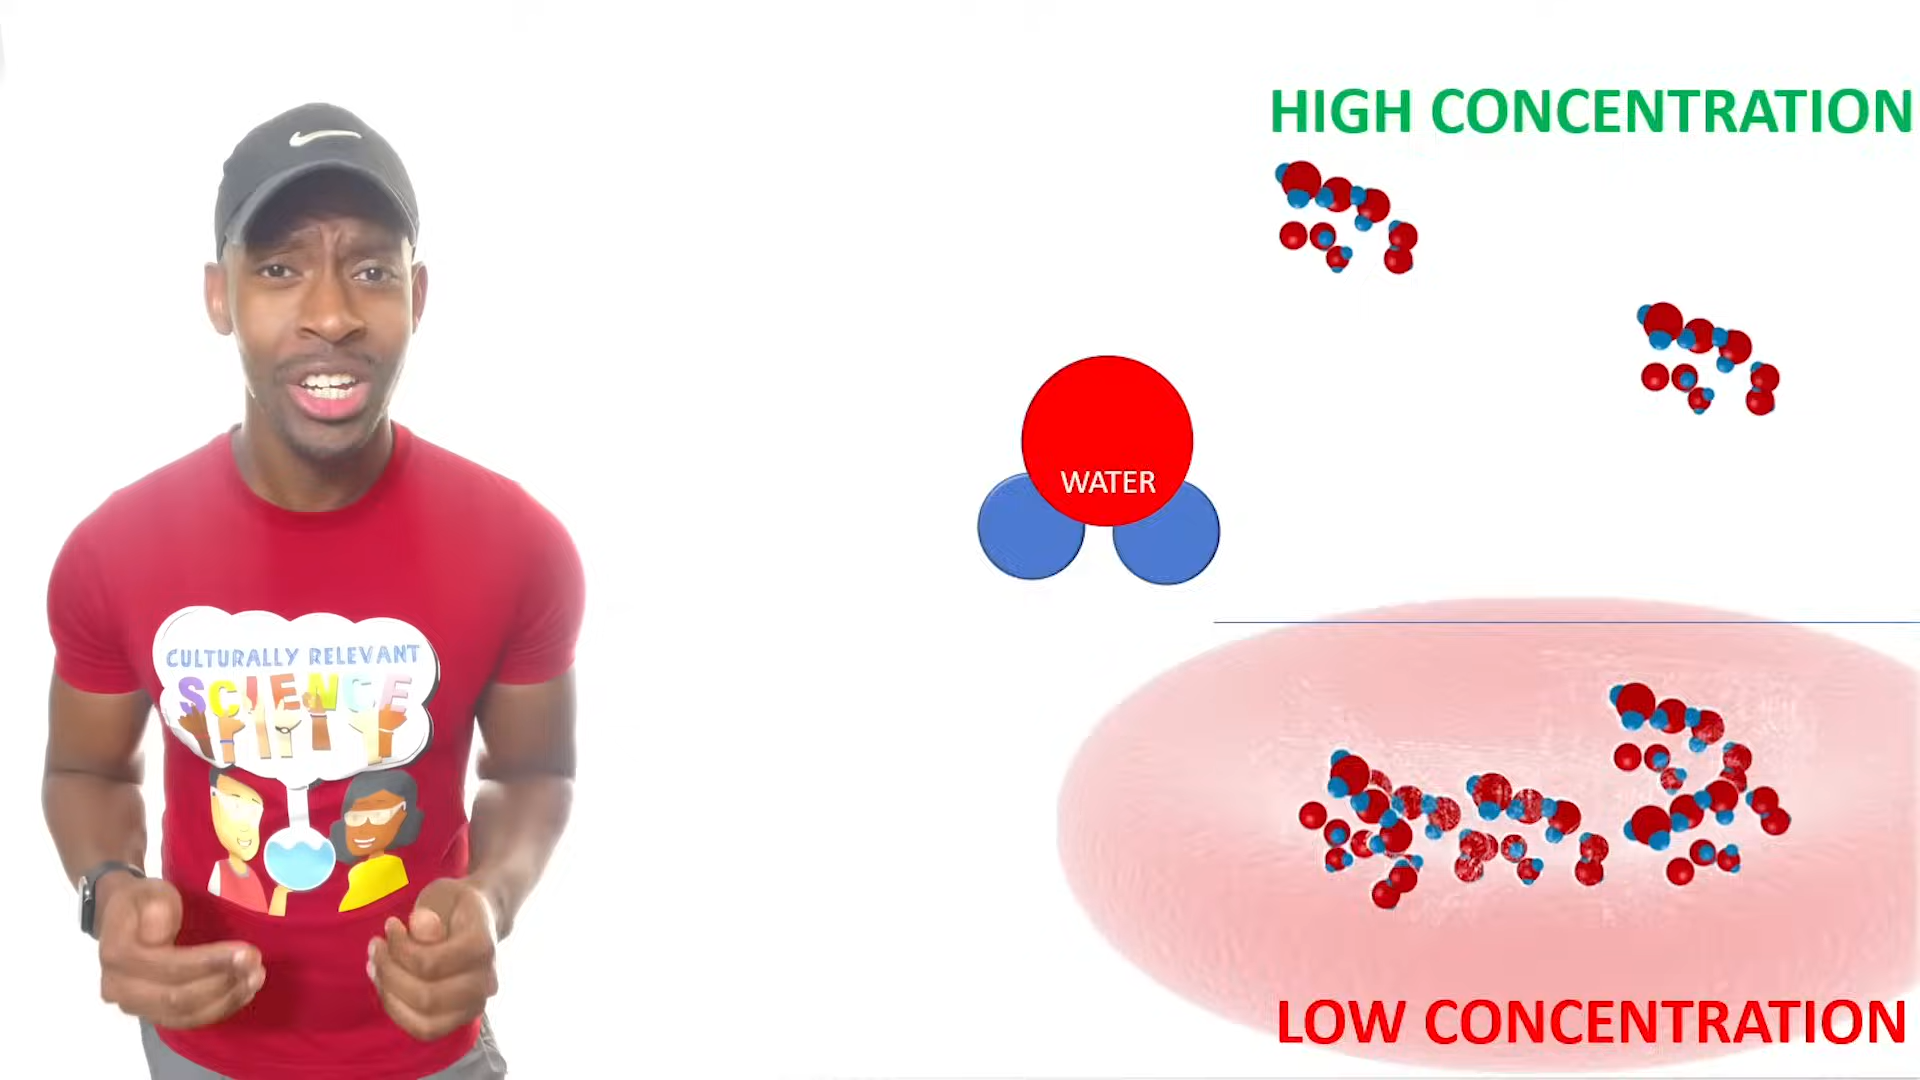 HIGH CONCENTRATION
WATER
CULTURALLY RELEVANT
SCIENCE
LOW CONCENTRATION